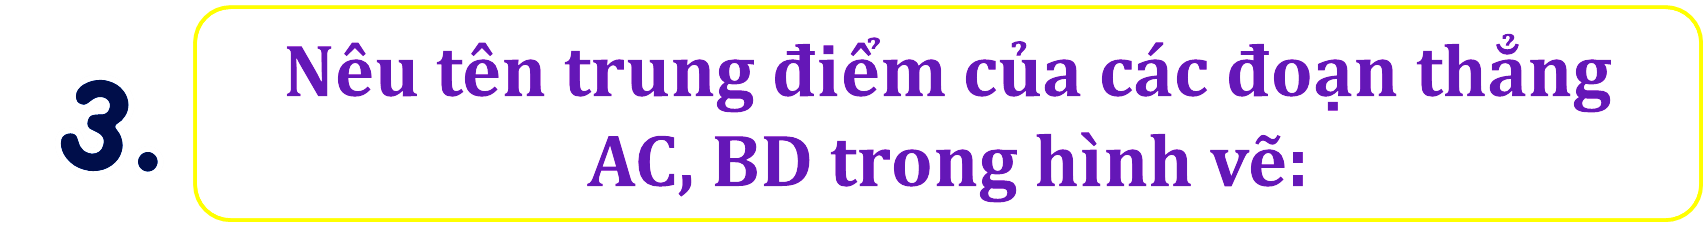 3.
Nêu tên trung điểm của các đoạn thẳng
AC, BD trong hình vẽ: